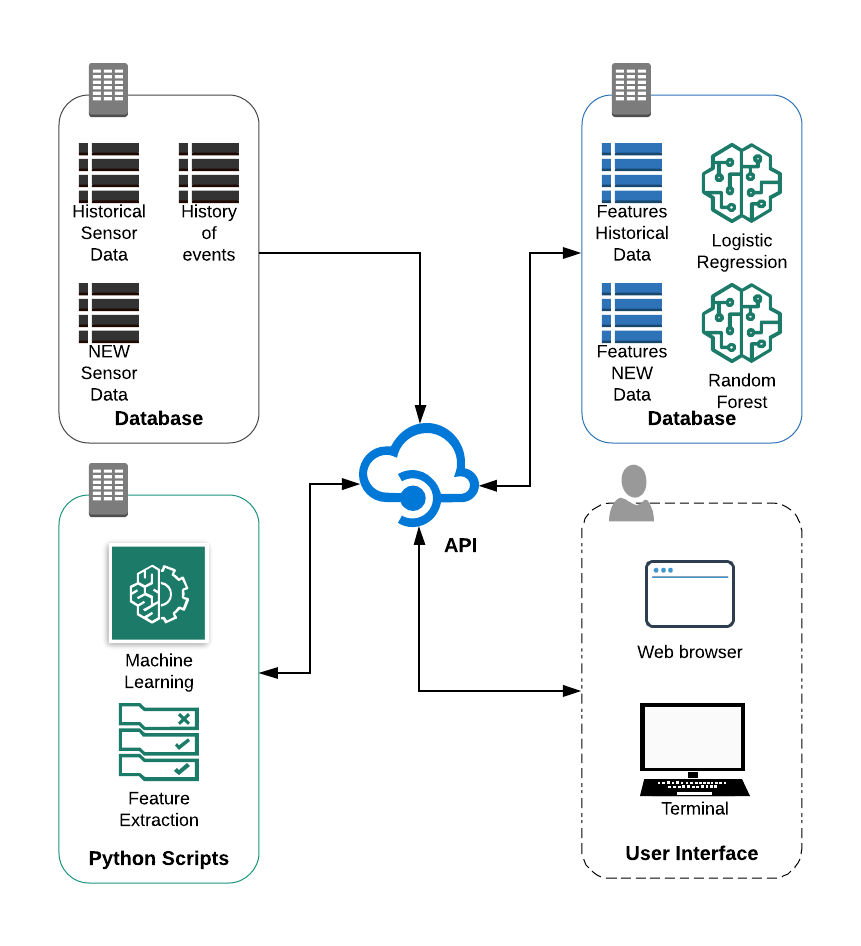 Historical
Sensor
Data
History
of
events
NEW
Sensor
Data
Database
Features
Historical
Data
Logistic
Regression
Features
NEW
Data
Random
Forest
Database
API
Machine
Learning
Feature
Extraction
Python Scripts
Web browser
Terminal
User Interface